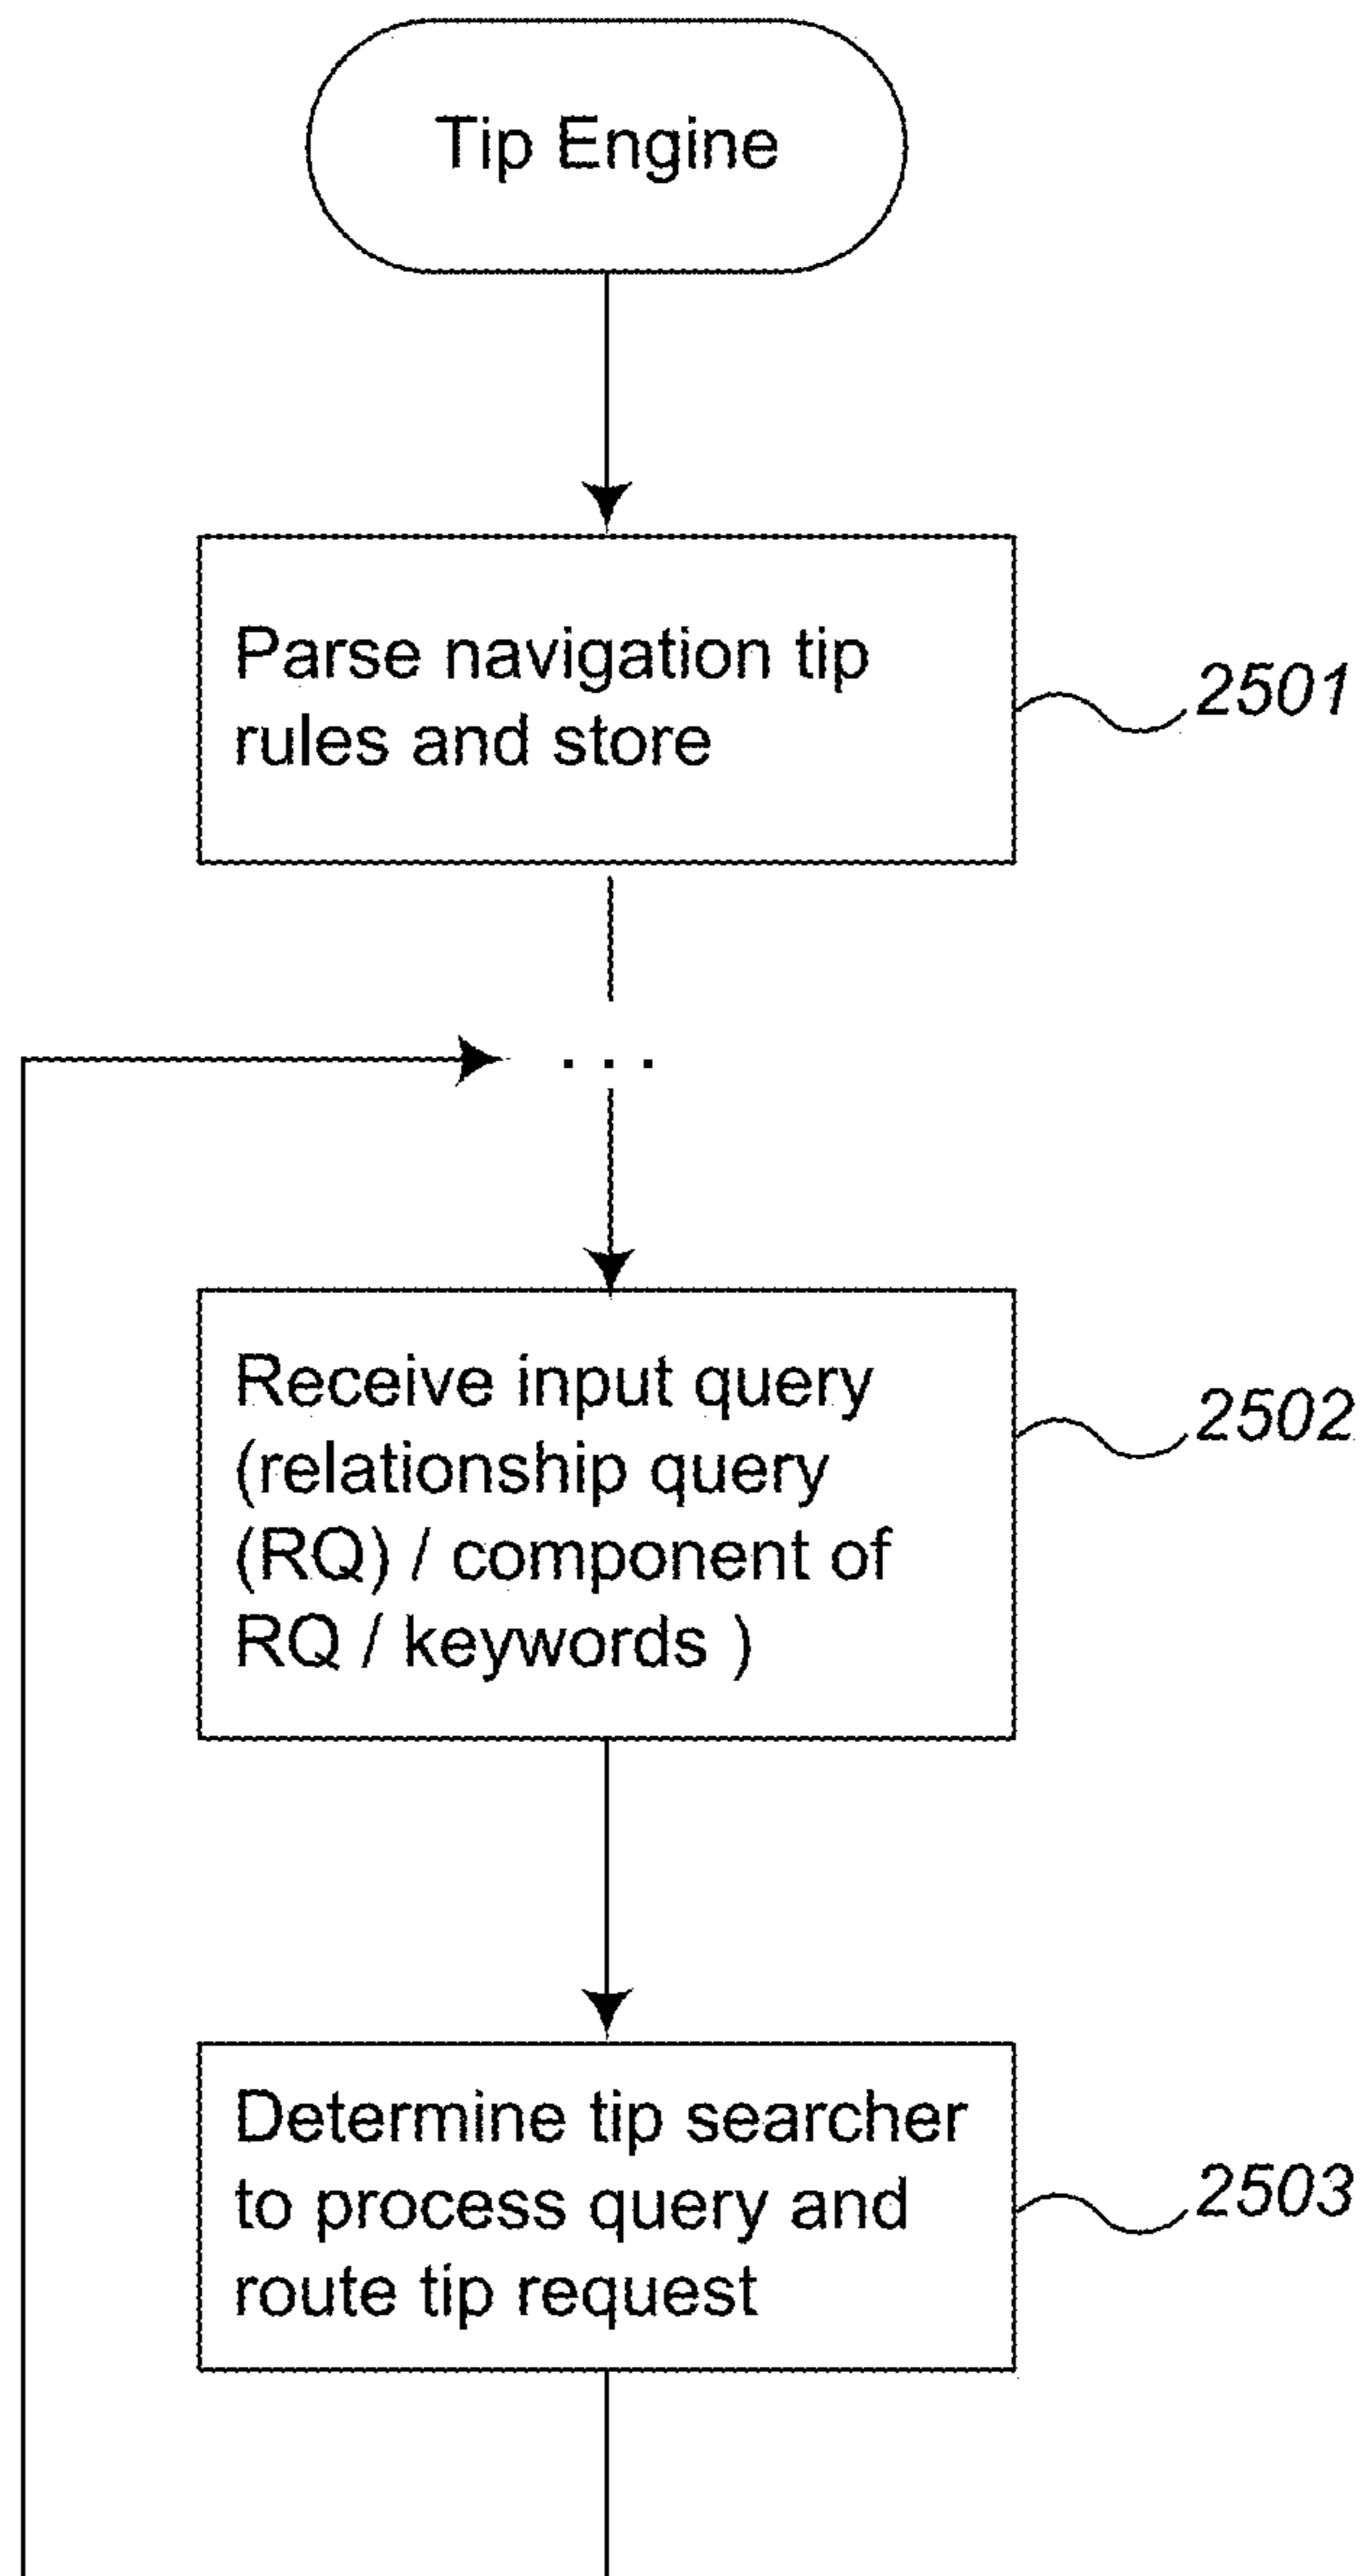 Tip Engine
Parse navigation tip
rules and store
2501
. . .
Receive input query
(relationship query
(RQ) / component of
RQ / keywords )
2502
Determine tip searcher
to process query and
route tip request
2503